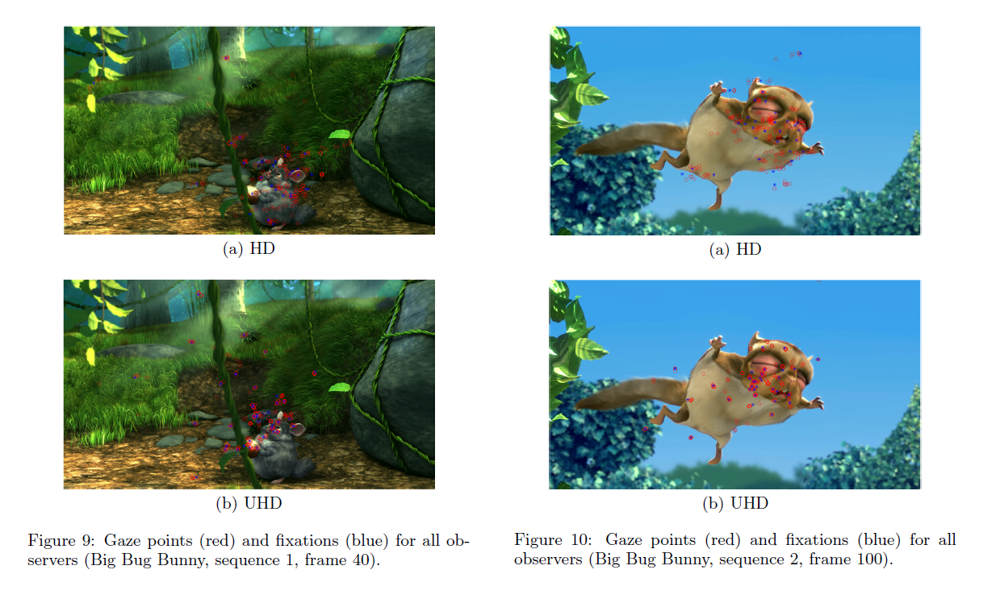 (a) HD
(b) UHD
Figure 9: Gaze points (red) and fixations (blue) for all ob-
servers (Big Bug Bunny, sequence 1, frame 40).
(a) HD
(b) UHD
Figure 10: Gaze points (red) and fixations (blue) for all
observers (Big Bug Bunny, sequence 2, frame 100).